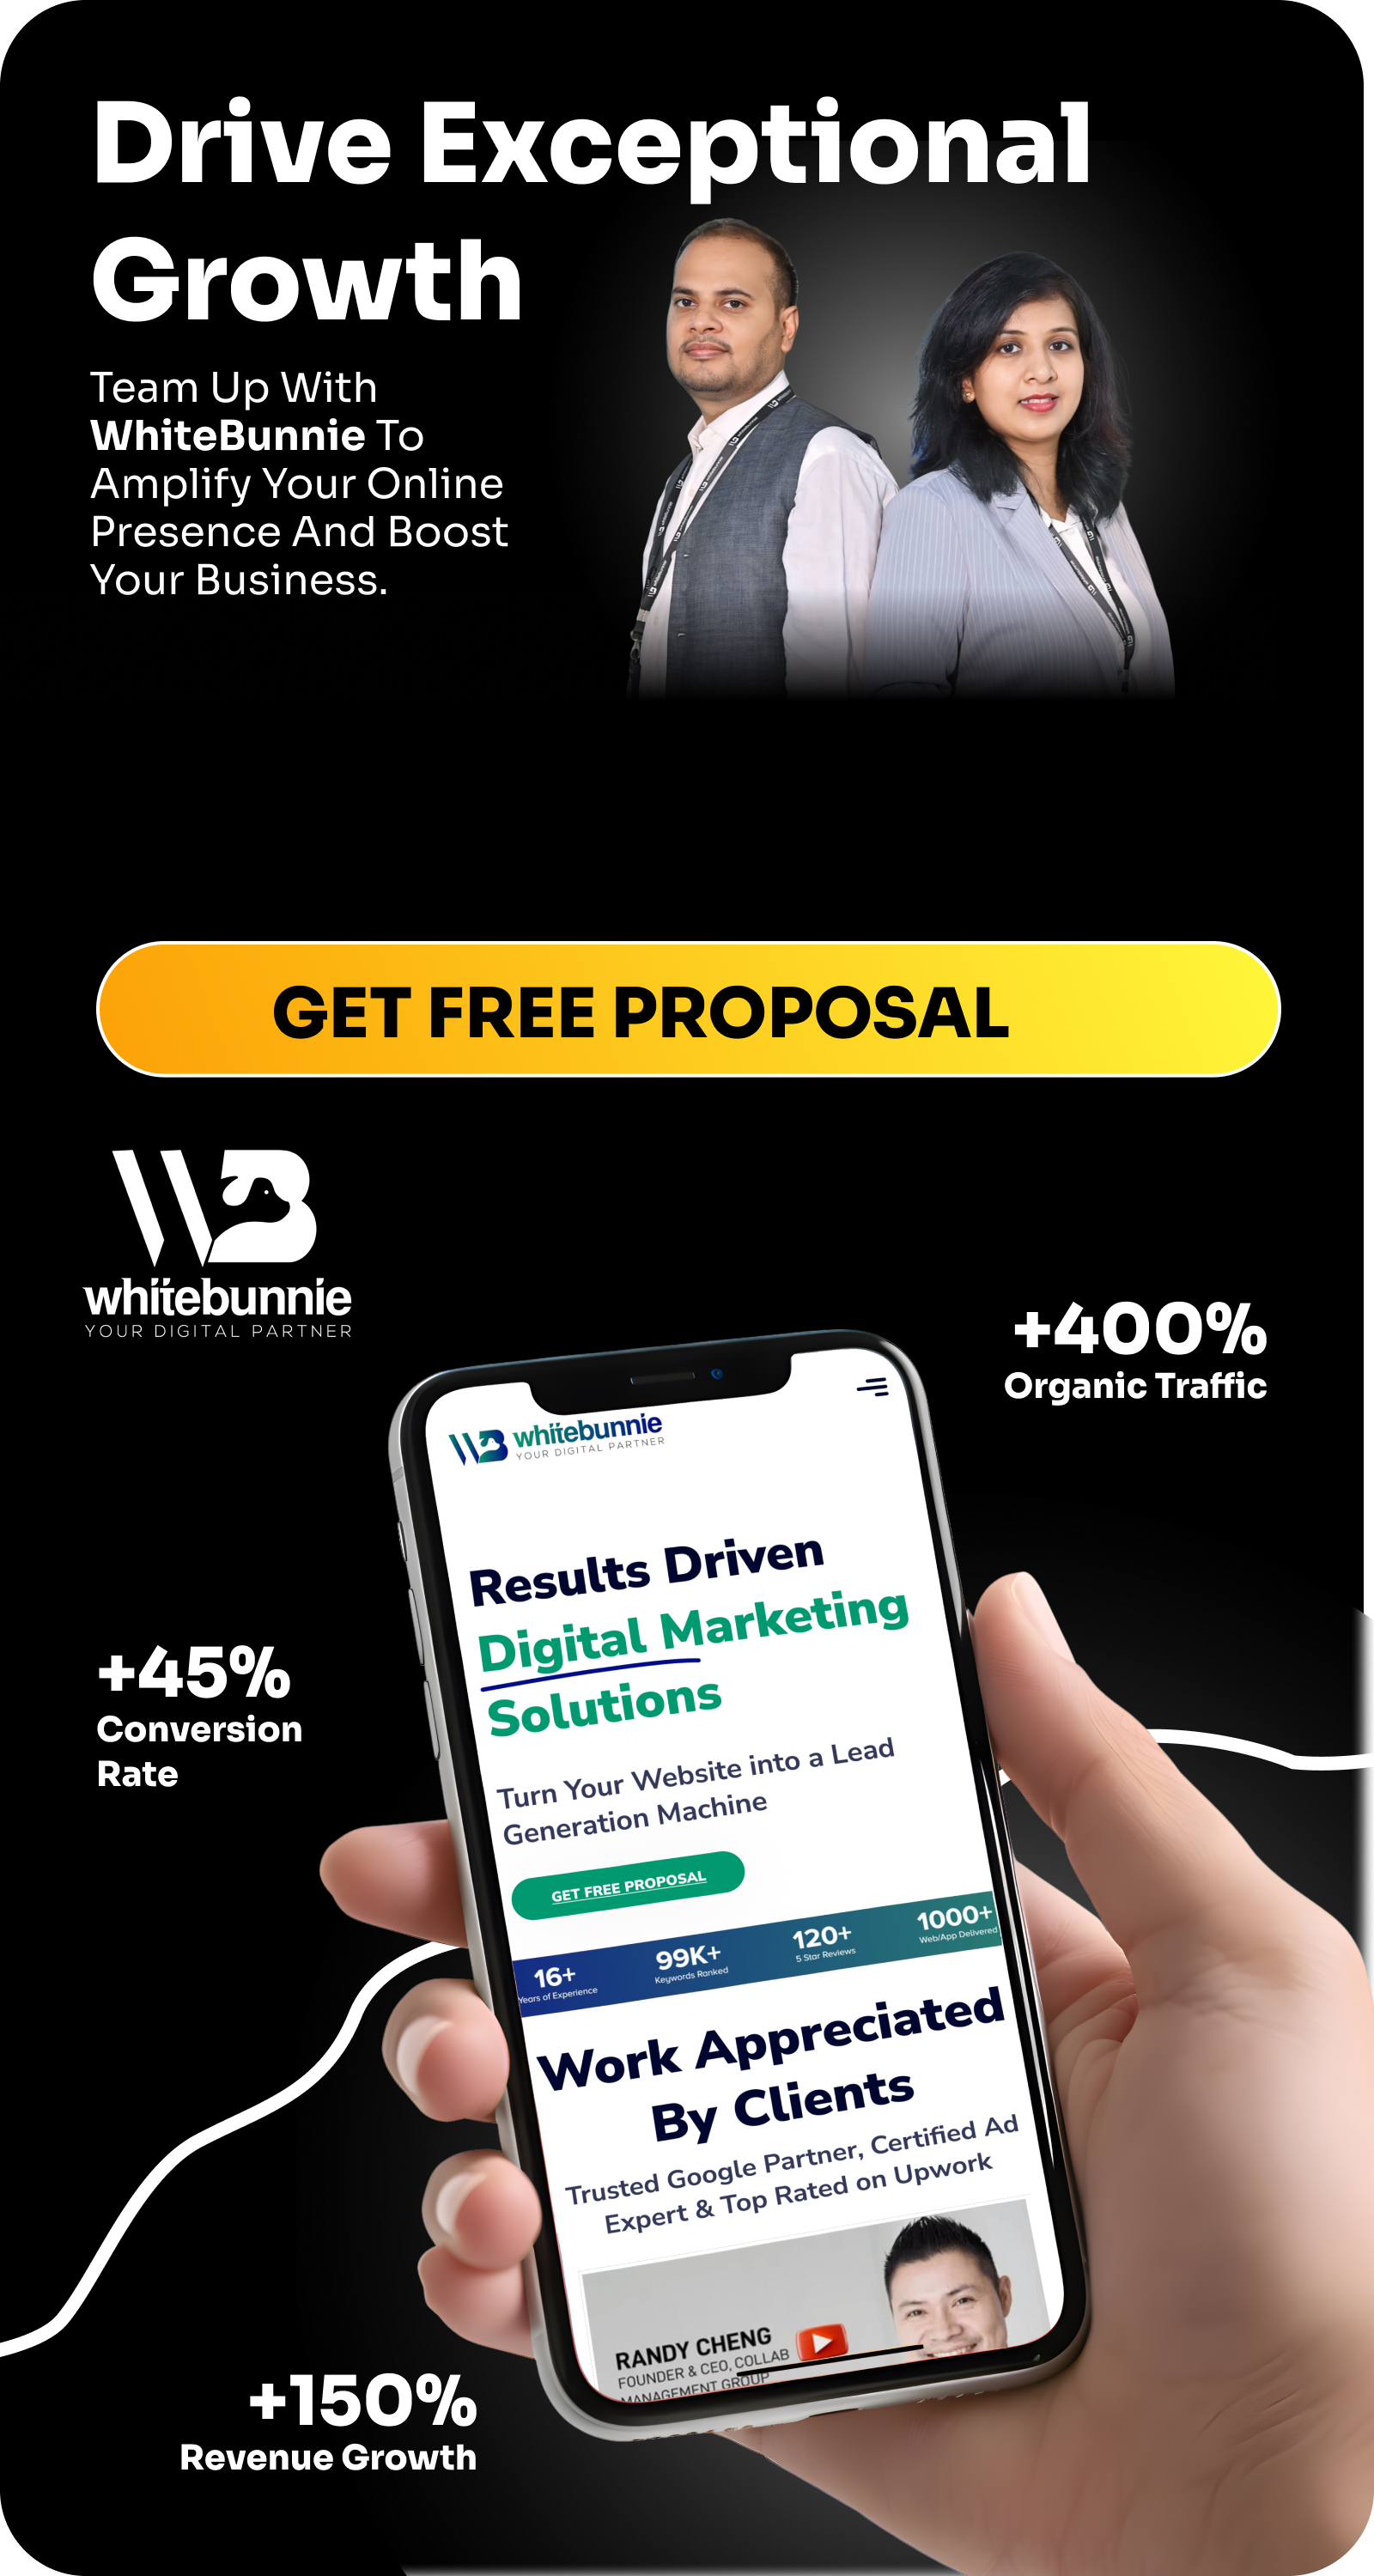 Drive Exceptional
Growth
Team Up With
WhiteBunnie To
Amplify Your Online
Presence And Boost
Your Business.
GET FREE PROPOSAL
WB
whitebunnie
YOUR DIGITAL PARTNER
+400%
Organic Traffic
WB whitebunnie
YOUR DIGITAL PARTNER
Results Driven
Digital Marketing
Solutions
+45%
Conversion
Rate
Turn Your Website into a Lead
Generation Machine
GET FREE PROPOSAL
16+ 99K+ 120+ 1000+
Years of Experience Keywords Ranked 5 Star Reviews Web/App Delivered
Work Appreciated
By Clients
Trusted Google Partner, Certified Ad
Expert & Top Rated on Upwork
RANDY CHENG
FOUNDER & CEO, COLLAB
MANAGEMENT GROUP
+150%
Revenue Growth